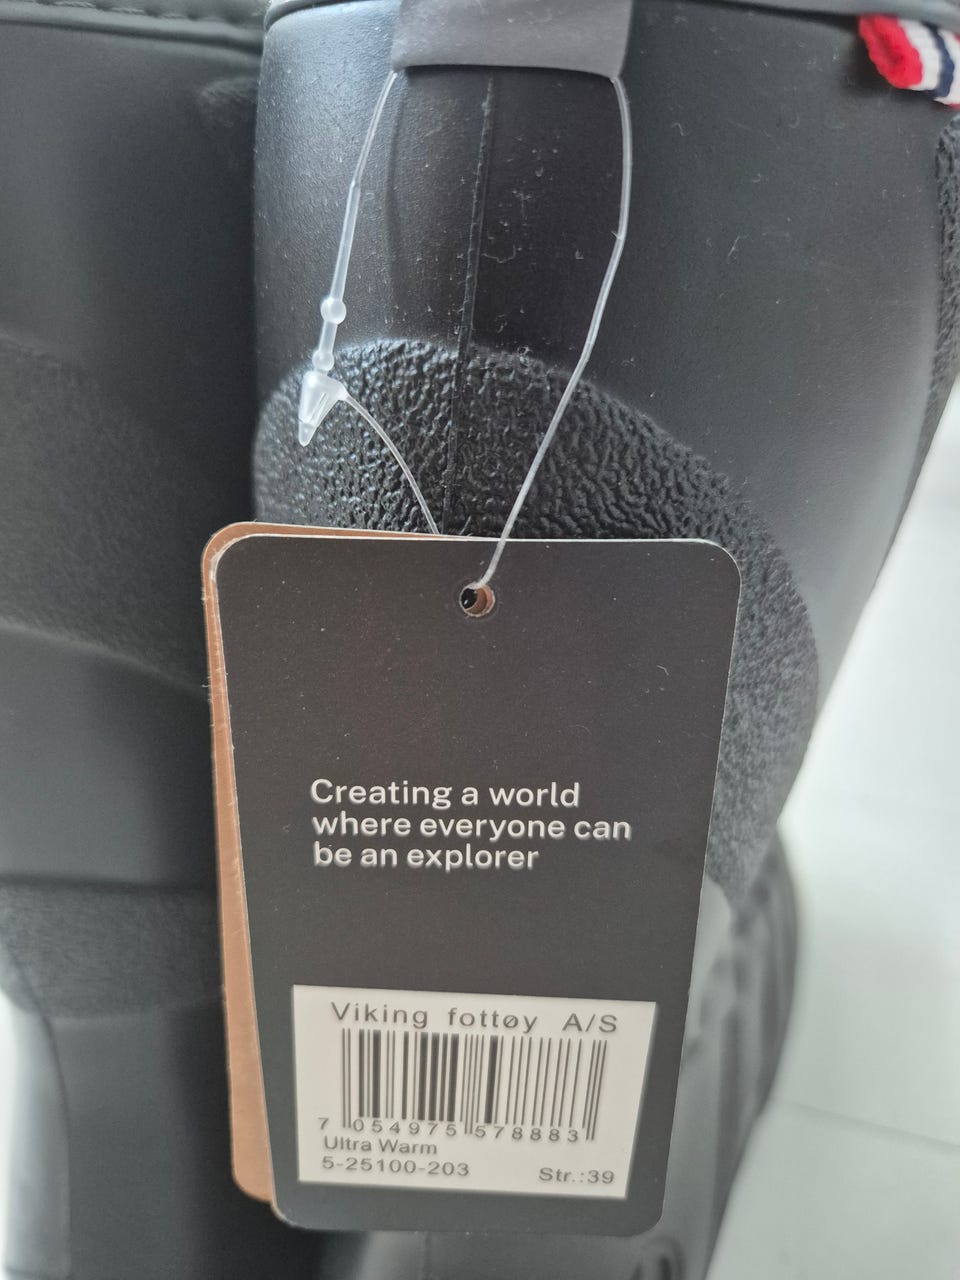 Creating a world
where everyone can
be an explorer
Viking fottøy A/S
7 054975 578883
Ultra Warm
5-25100-203 Str.:39